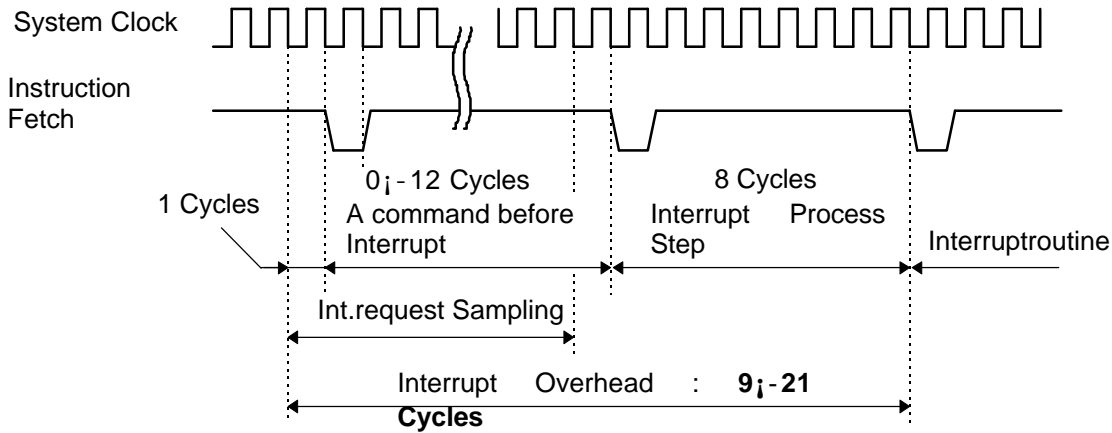 System Clock
Instruction
Fetch
0¡-12 Cycles
8 Cycles
1 Cycles
A command before
Interrupt
Interrupt Process
Step
Interruptroutine
Int.request Sampling
Interrupt Overhead : 9¡-21
Cycles